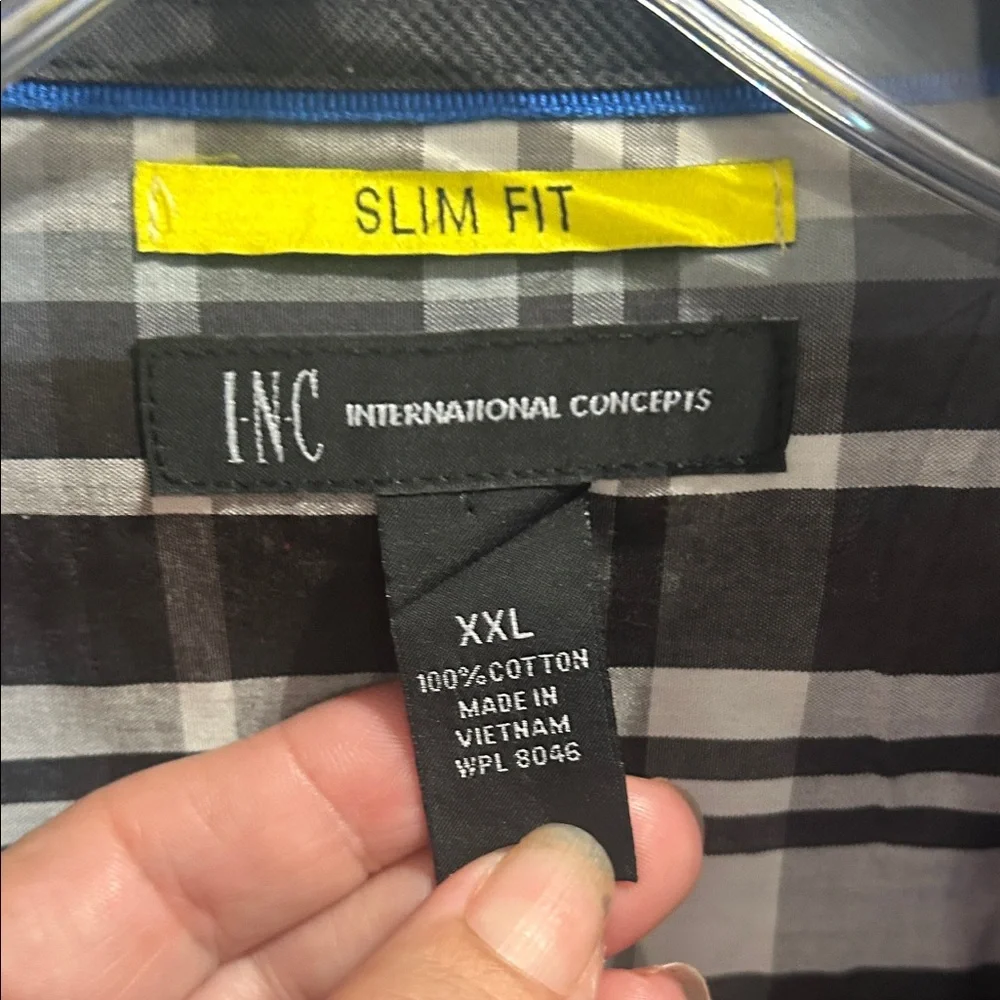 SLIM FIT
I·N·C INTERNATIONAL CONCEPTS
XXL
100% COTTON
MADE IN
VIETNAM
WPL 8046